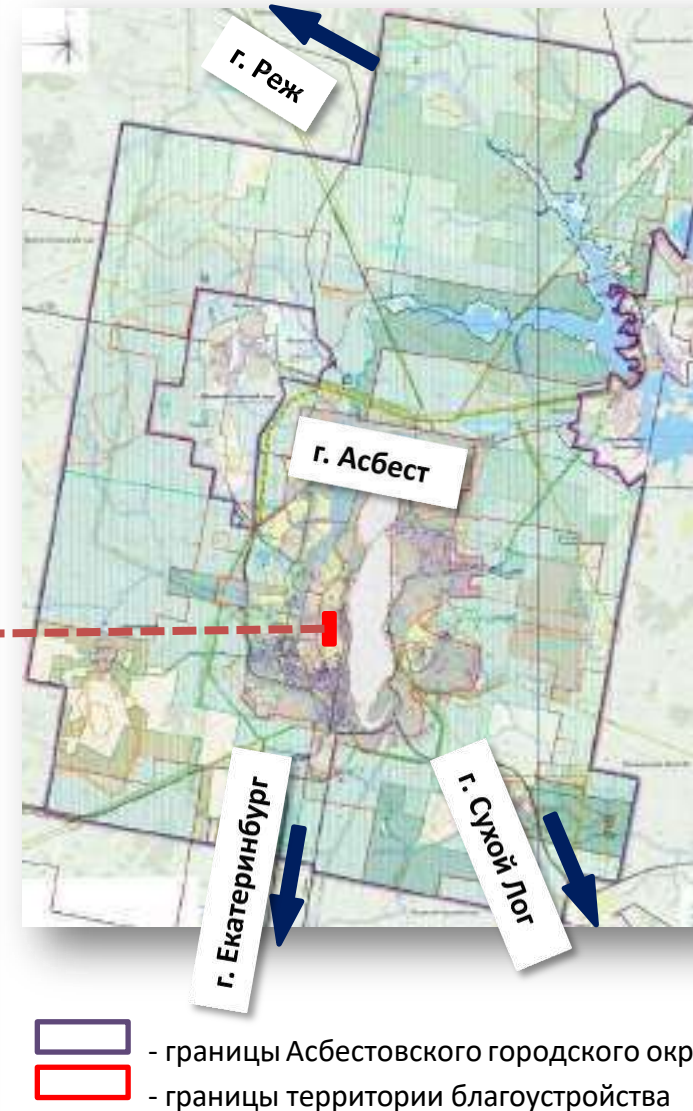 г. Реж
г. Асбест
г. Екатеринбург
г. Сухой Лог
- границы Асбестовского городского окр
- границы территории благоустройства